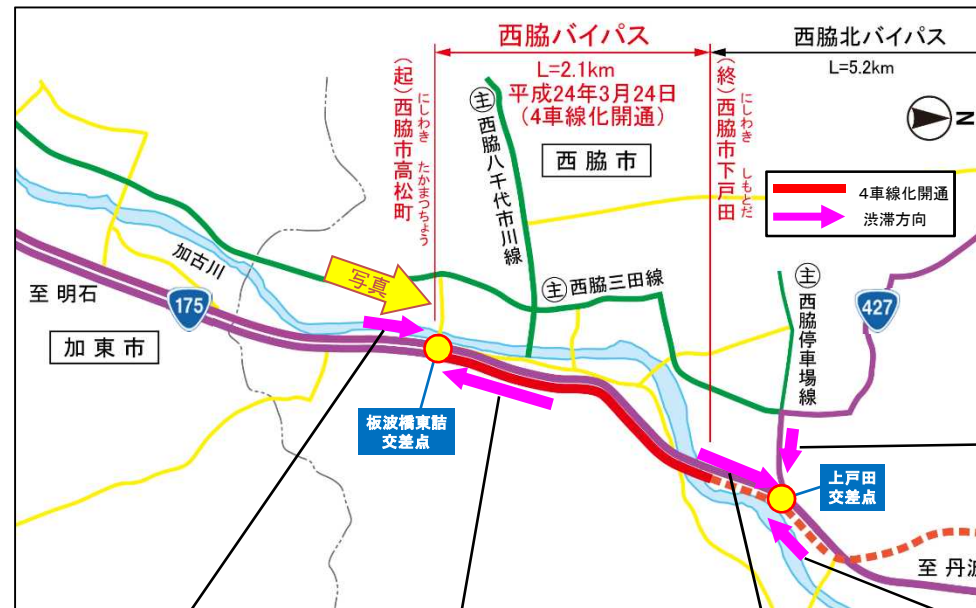 西脇バイパス
L=2.1km
平成24年3月24日
(4車線化開通)
西脇北バイパス
L=5.2km
N
(起)西脇市高松町
にしわき たかまつちょう
(終)西脇市下戸田
にしわき しもとだ
主 西脇八千代市川線
西脇市
4車線化開通
渋滞方向
加古川
写真
主 西脇三田線
主 西脇停車場線
427
至 明石
175
加東市
板波橋東詰
交差点
上戸田
交差点
至 丹波